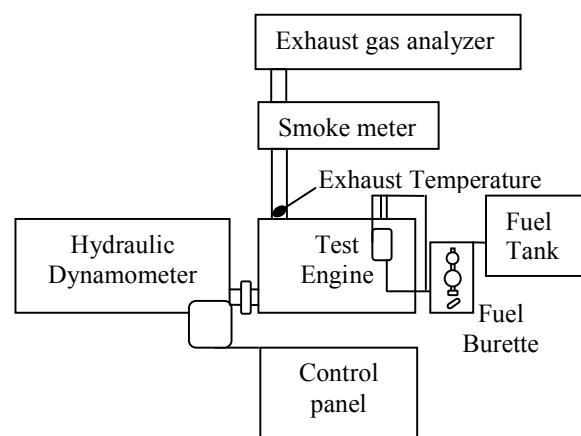 Exhaust gas analyzer
Smoke meter
Exhaust Temperature
Hydraulic
Dynamometer
Test
Engine
Fuel
Tank
Fuel
Burette
Control
panel